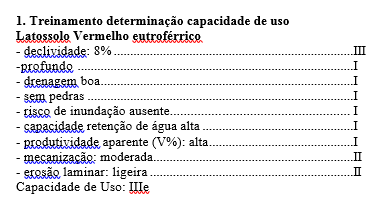 1. Treinamento determinação capacidade de uso
Latossolo Vermelho eutroférrico
- declividade: 8%.......................................................................III
-profundo ..................................................................................I
- drenagem boa...........................................................................I
- sem pedras ...............................................................................I
- risco de inundação ausente....................................................... I
- capacidade retenção de água alta .............................................I
- produtividade aparente (V%): alta............................................I
- mecanização: moderada...........................................................II
- erosão laminar: ligeira .............................................................II
Capacidade de Uso: IIIe